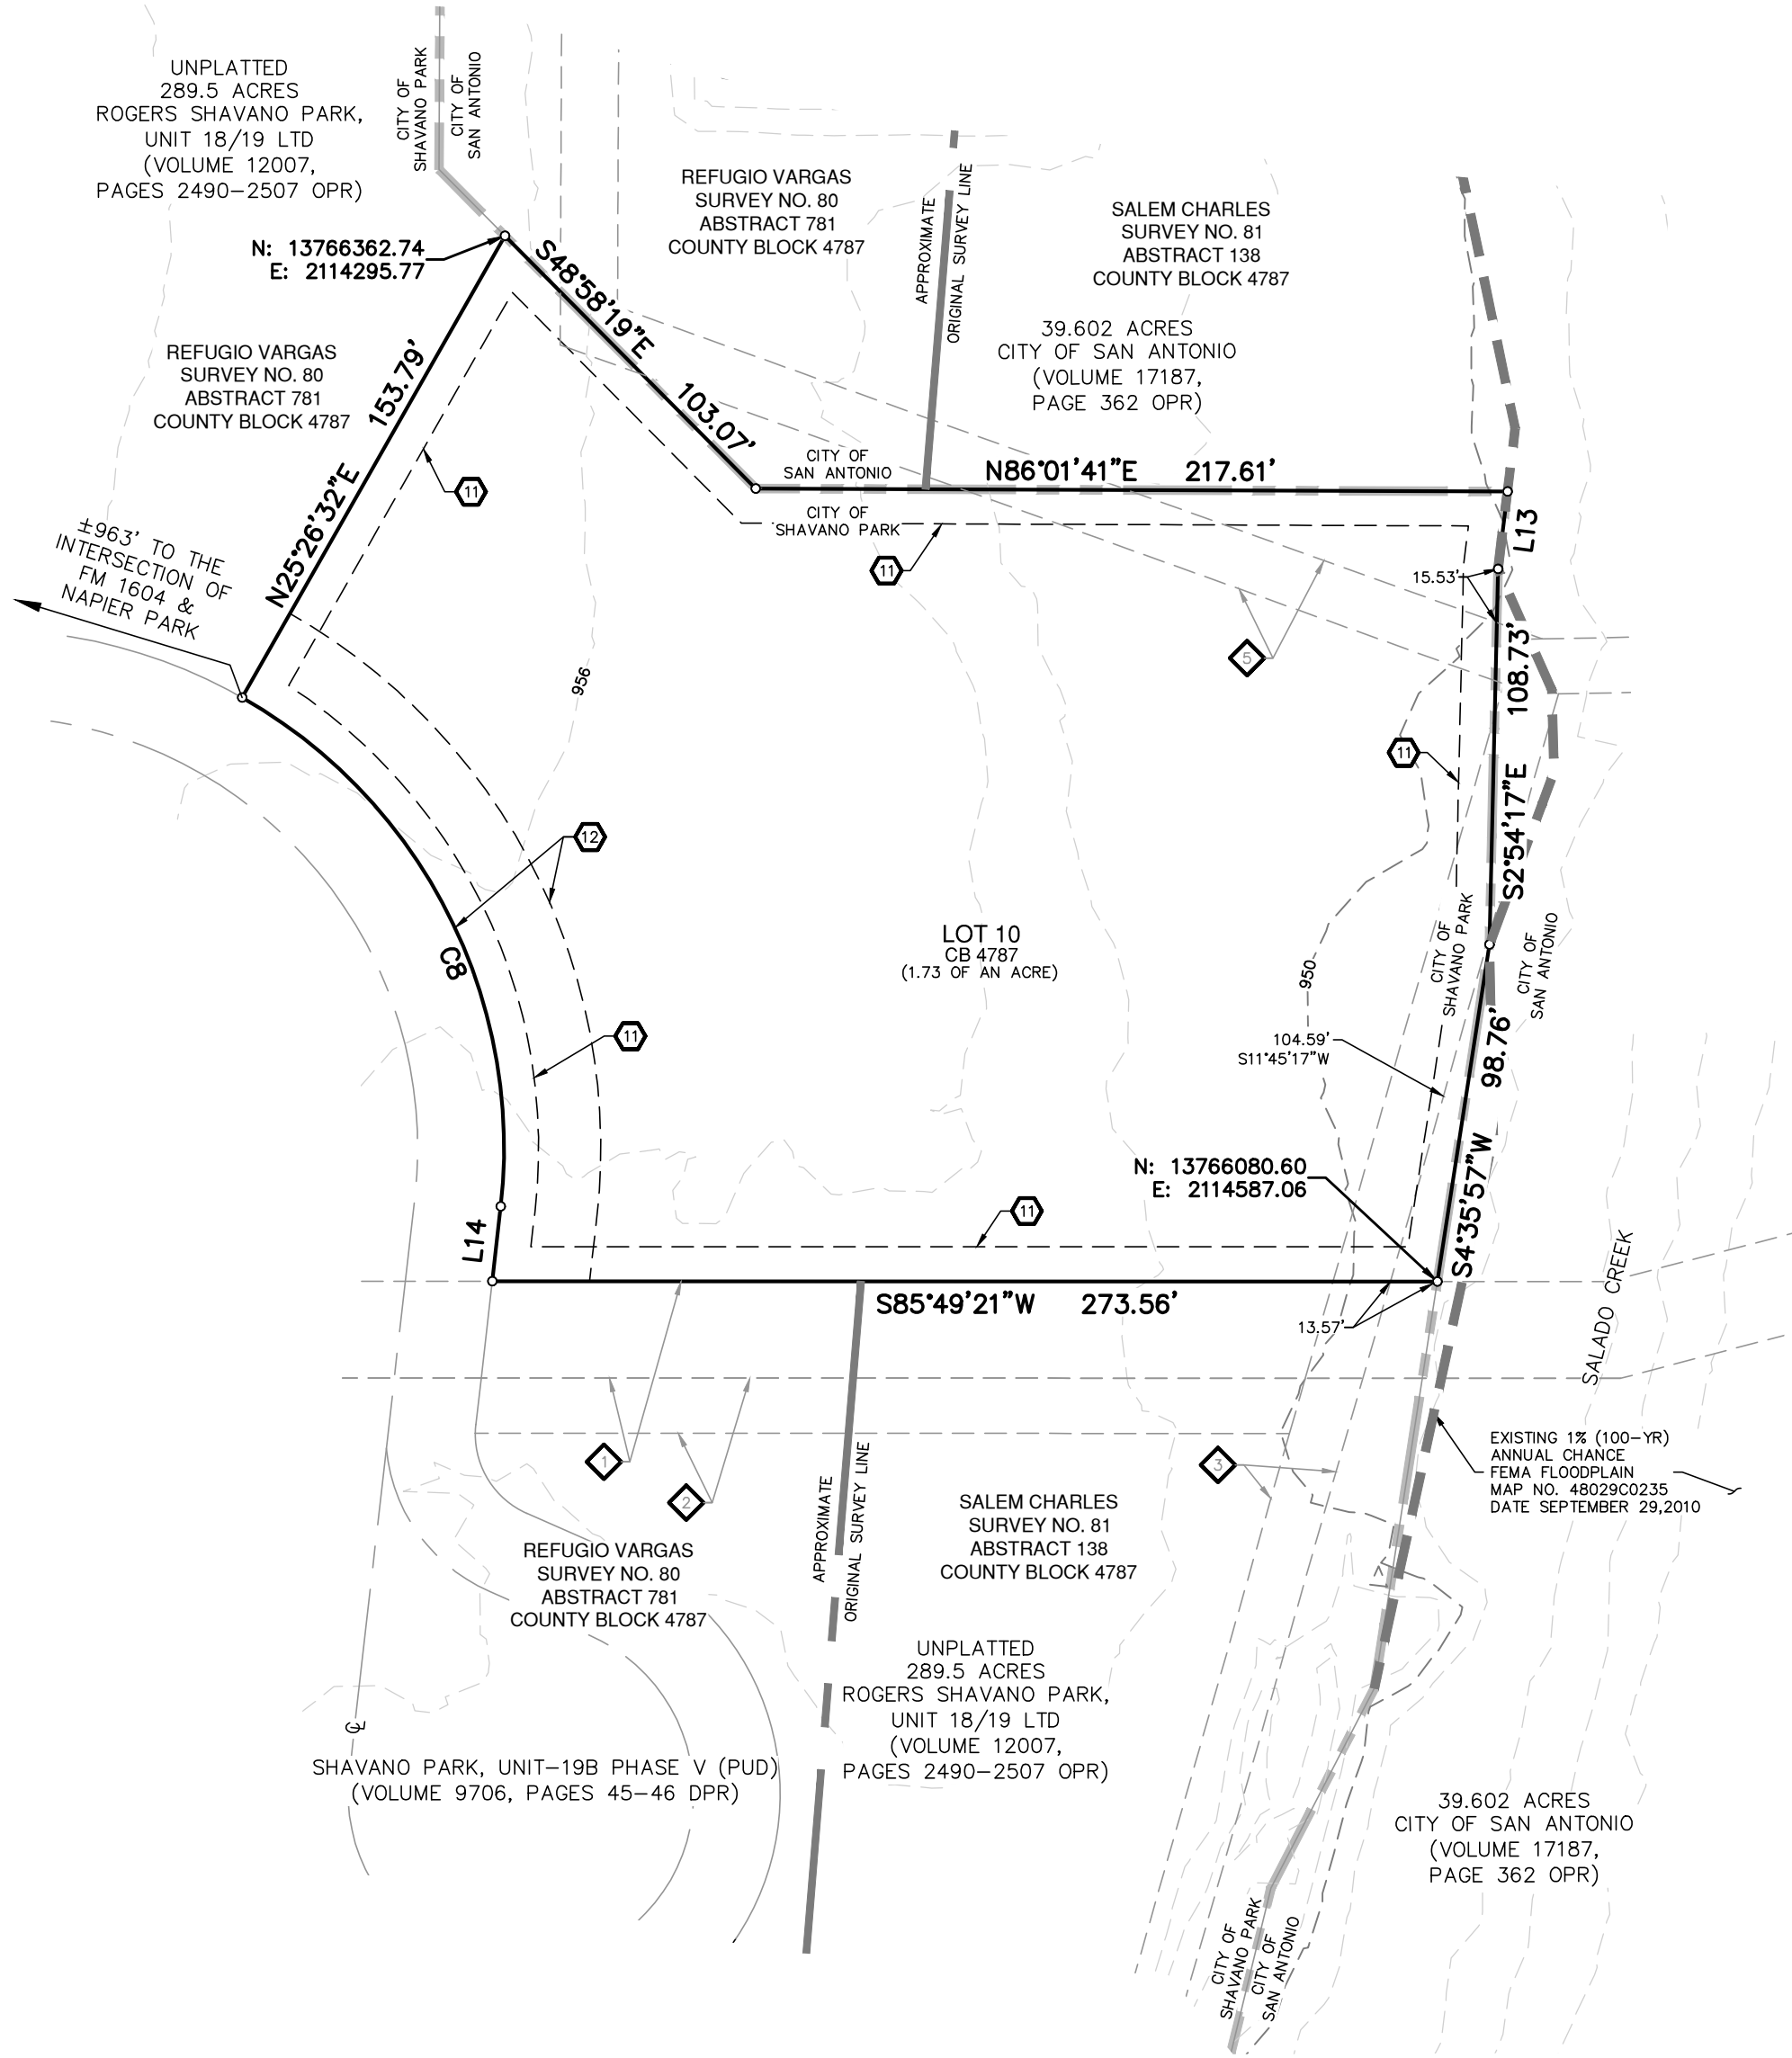 UNPLATTED
289.5 ACRES
ROGERS SHAVANO PARK,
UNIT 18/19 LTD
(VOLUME 12007,
PAGES 2490-2507 OPR)
CITY OF
SHAVANO PARK
CITY OF
SAN ANTONIO
REFUGIO VARGAS
SURVEY NO. 80
ABSTRACT 781
COUNTY BLOCK 4787
APPROXIMATE
ORIGINAL SURVEY LINE
SALEM CHARLES
SURVEY NO. 81
ABSTRACT 138
COUNTY BLOCK 4787
39.602 ACRES
CITY OF SAN ANTONIO
(VOLUME 17187,
PAGE 362 OPR)
N: 13766362.74
E: 2114295.77
S48°58'19"E 103.07'
REFUGIO VARGAS
SURVEY NO. 80
ABSTRACT 781
COUNTY BLOCK 4787
N25°26'32"E 153.79'
11
CITY OF
SAN ANTONIO
N86°01'41"E 217.61'
CITY OF
SHAVANO PARK
11
L13
15.53'
±963' TO THE
INTERSECTION OF
FM 1604 &
NAPIER PARK
5
956
108.73'
S2°54'17"E
11
12
C8
LOT 10
CB 4787
(1.73 OF AN ACRE)
950
CITY OF
SHAVANO PARK
CITY OF
SAN ANTONIO
11
104.59'
S11°45'17"W
98.76'
S4°35'57"W
N: 13766080.60
E: 2114587.06
11
L14
S85°49'21"W 273.56'
13.57'
SALADO CREEK
1
2
3
EXISTING 1% (100-YR)
ANNUAL CHANCE
FEMA FLOODPLAIN
MAP NO. 48029C0235
DATE SEPTEMBER 29,2010
APPROXIMATE
ORIGINAL SURVEY LINE
SALEM CHARLES
SURVEY NO. 81
ABSTRACT 138
COUNTY BLOCK 4787
REFUGIO VARGAS
SURVEY NO. 80
ABSTRACT 781
COUNTY BLOCK 4787
UNPLATTED
289.5 ACRES
ROGERS SHAVANO PARK,
UNIT 18/19 LTD
(VOLUME 12007,
PAGES 2490-2507 OPR)
℄
SHAVANO PARK, UNIT-19B PHASE V (PUD)
(VOLUME 9706, PAGES 45-46 DPR)
39.602 ACRES
CITY OF SAN ANTONIO
(VOLUME 17187,
PAGE 362 OPR)
CITY OF
SHAVANO PARK
CITY OF
SAN ANTONIO